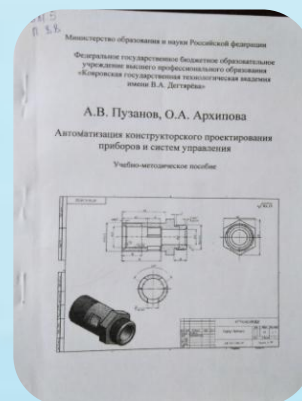 Министерство образования и науки Российской федерации
Федеральное государственное бюджетное образовательное
учреждение высшего профессионального образования
«Ковровская государственная технологическая академия
имени В.А. Дегтярёва»
А.В. Пузанов, О.А. Архипова
Автоматизация конструкторского проектирования
приборов и систем управления
Учебно-методическое пособие